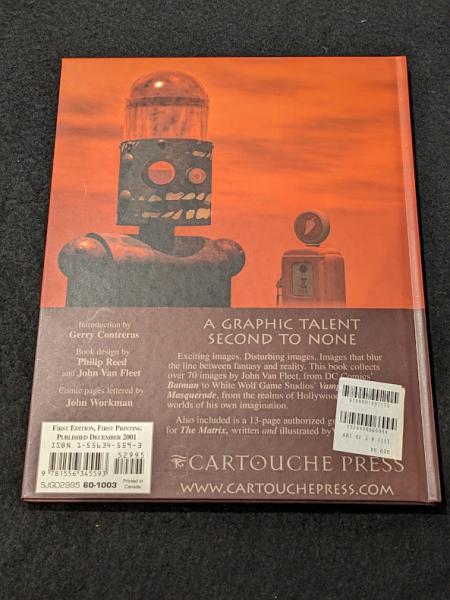 Introduction by
Gerry Contreras
Book design by
Philip Reed
and John Van Fleet
Comic pages lettered by
John Workman
A GRAPHIC TALENT
SECOND TO NONE
Exciting images. Disturbing images. Images that blur
the line between fantasy and reality. This book collects
over 70 images by John Van Fleet, from DC Comics'
Batman to White Wolf Game Studios'
Masquerade, from the realms of Hollywood
worlds of his own imagination.
Also included is a 13-page authorized
for The Matrix, written and illustrated by
CARTOUCHE PRESS
WWW.CARTOUCHEPRESS.COM
FIRST EDITION, FIRST PRINTING
PUBLISHED DECEMBER 2001
ISBN 1-55634-559-3
52995
9 781556 345593
SJG02995 60-1003
Printed in
Canada